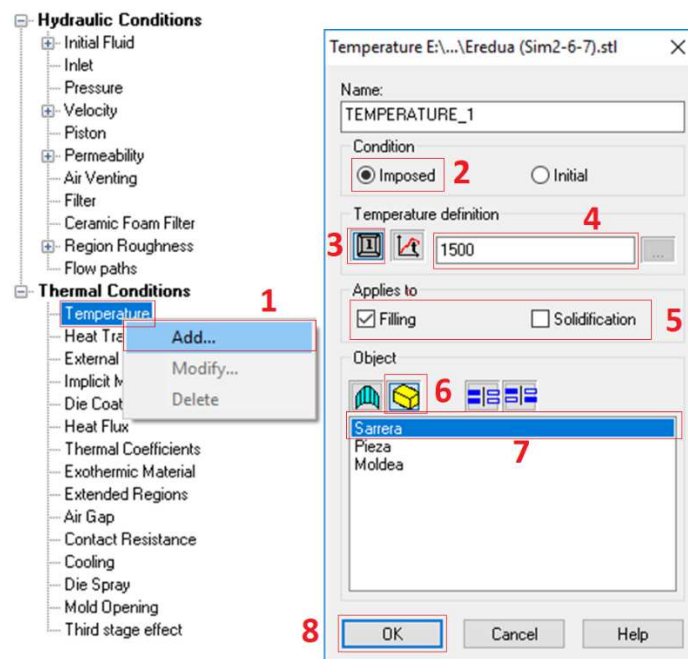 Hydraulic Conditions
Initial Fluid
Inlet
Pressure
Velocity
Piston
Permeability
Air Venting
Filter
Ceramic Foam Filter
Region Roughness
Flow paths
Thermal Conditions
Temperature
1
Heat Tra
Add...
External
Modify...
Implicit M
Delete
Die Coat
Heat Flux
Thermal Coefficients
Exothermic Material
Extended Regions
Air Gap
Contact Resistance
Cooling
Die Spray
Mold Opening
Third stage effect
Temperature E:\...\Eredua (Sim2-6-7).stl
Name:
TEMPERATURE_1
Condition
Imposed 2 Initial
Temperature definition
4
3 1 t 1500 ...
Applies to
Filling Solidification 5
Object
6
Sarrera
Pieza
7
Moldea
8 OK Cancel Help